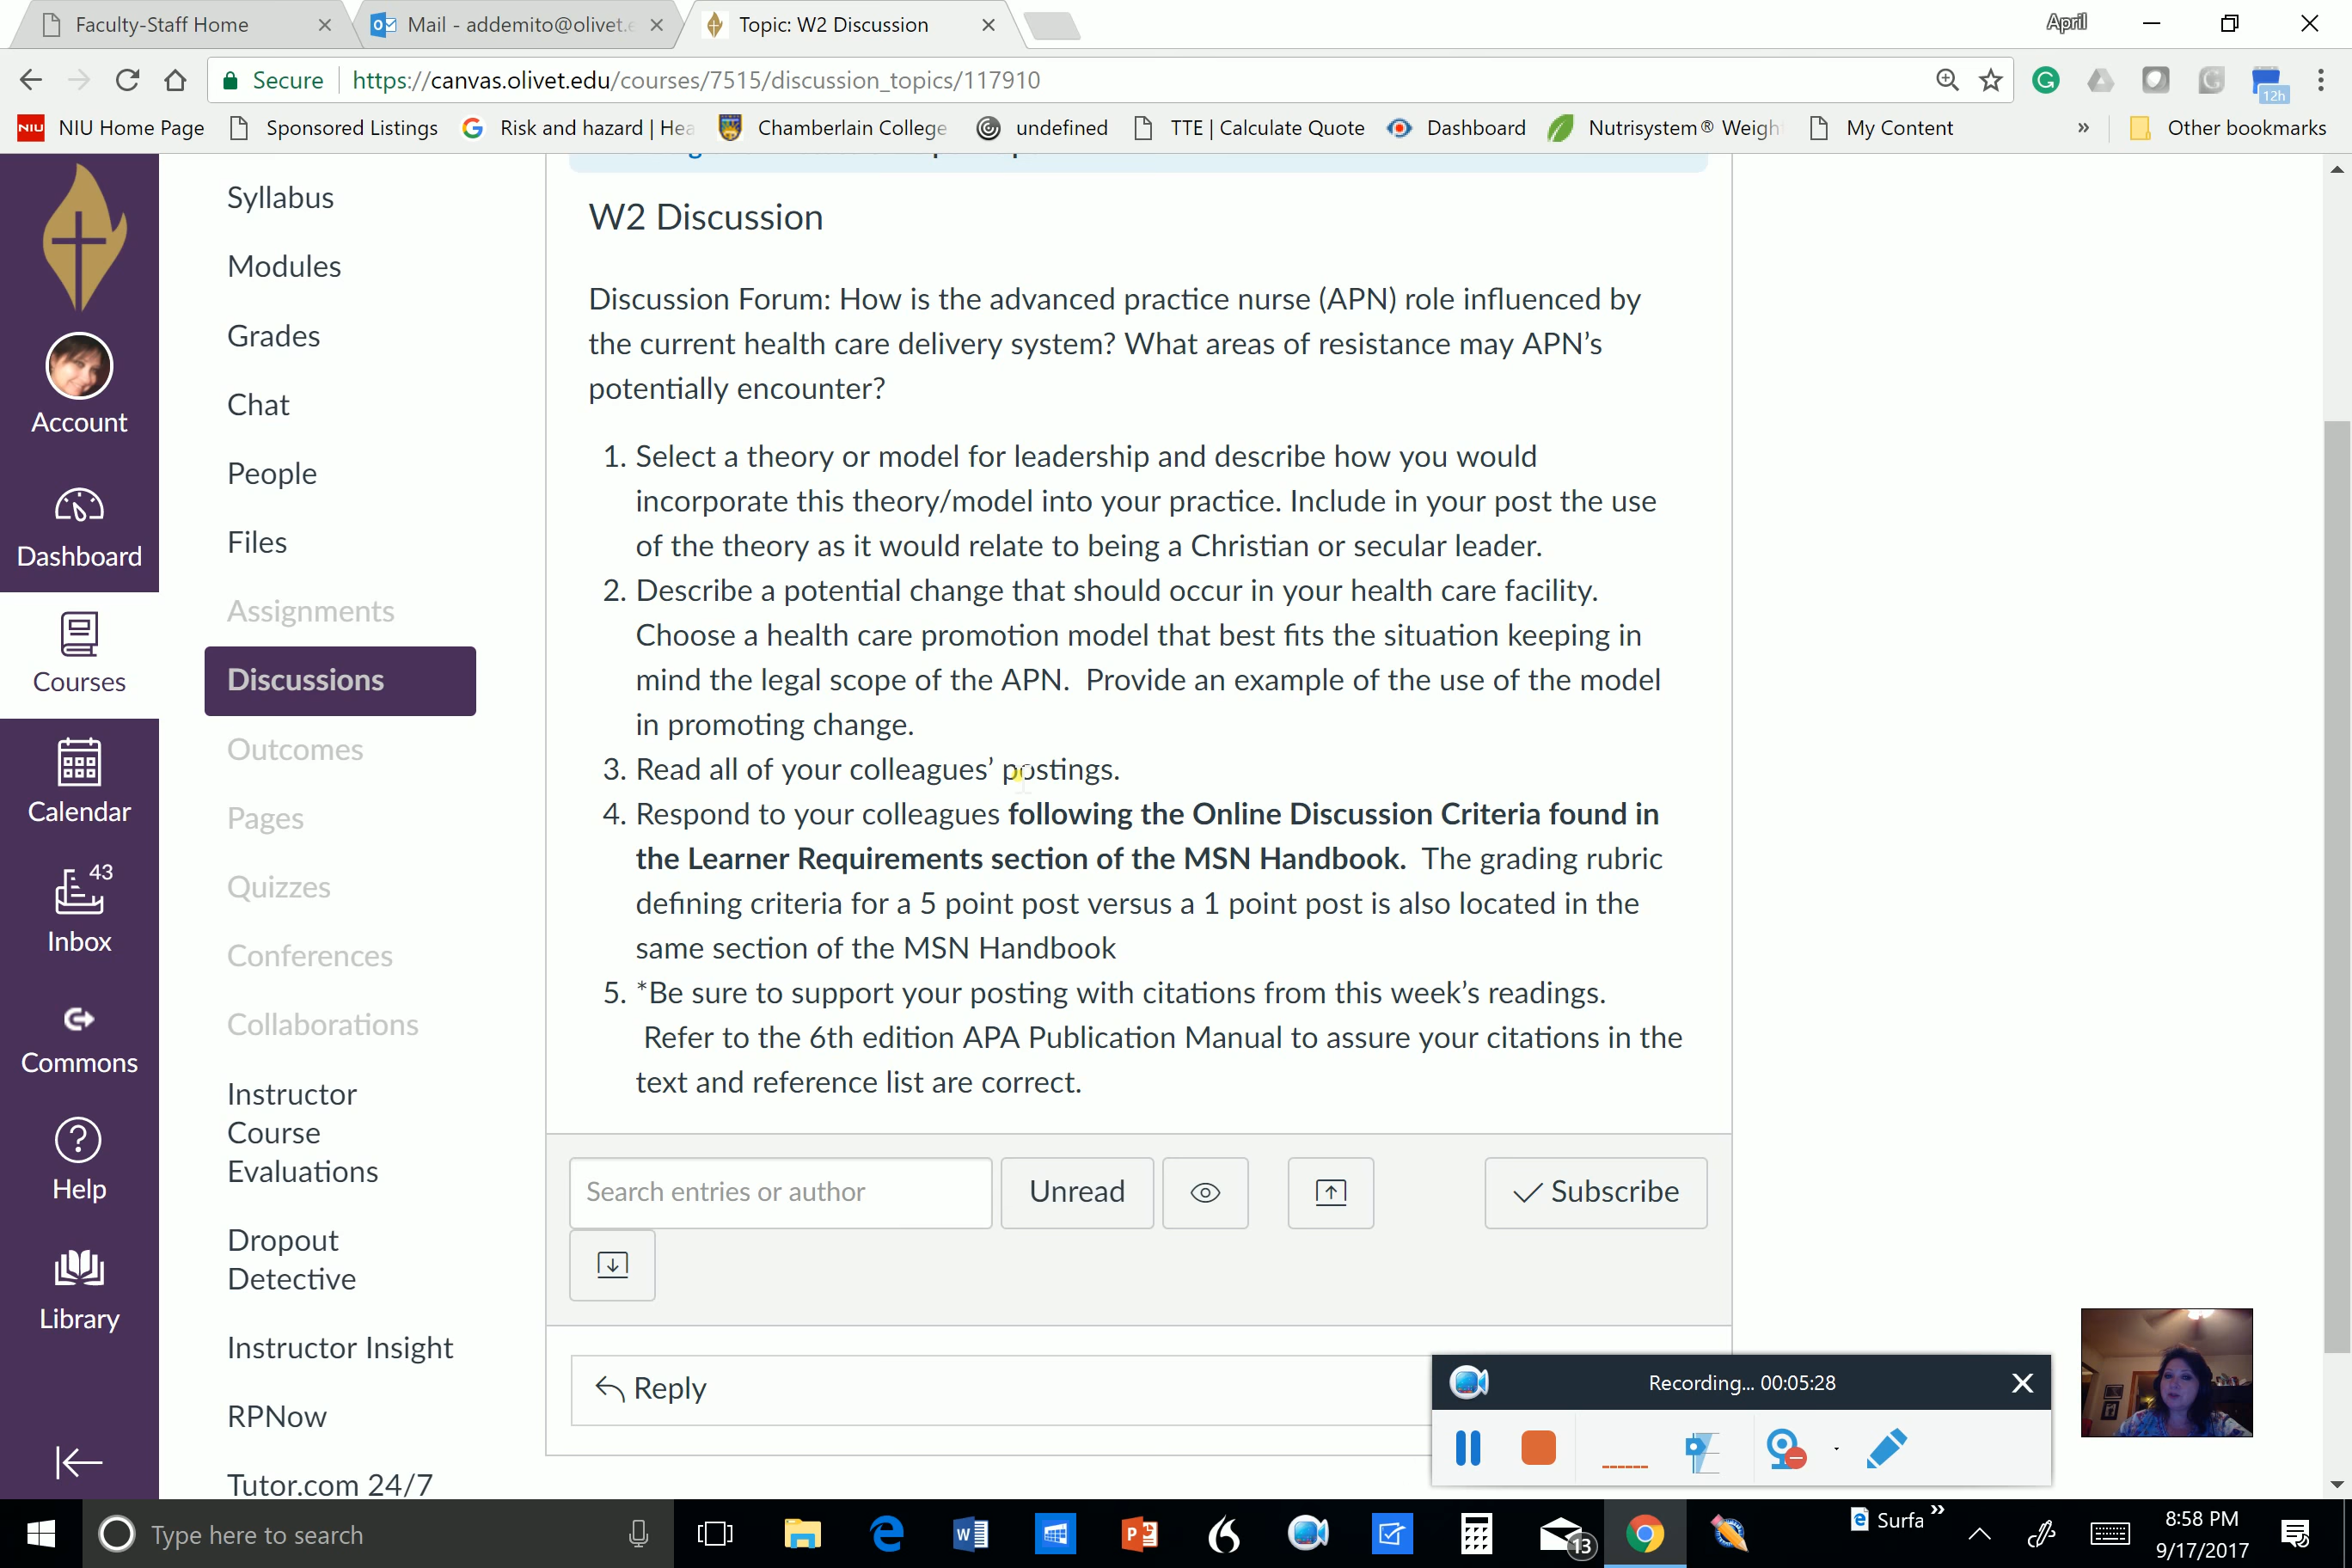 Faculty-Staff Home
Mail - addemito@olivet.e
Topic: W2 Discussion
April
Secure
https://canvas.olivet.edu/courses/7515/discussion_topics/117910
12h
NIU
NIU Home Page
Sponsored Listings
Risk and hazard | Hea
Chamberlain College
undefined
TTE | Calculate Quote
Dashboard
Nutrisystem® Weigh
My Content
»
Other bookmarks
Account
Dashboard
Courses
Calendar
43
Inbox
Commons
Help
Library
Syllabus
Modules
Grades
Chat
People
Files
Assignments
Discussions
Outcomes
Pages
Quizzes
Conferences
Collaborations
Instructor
Course
Evaluations
Dropout
Detective
Instructor Insight
RPNow
Tutor.com 24/7
W2 Discussion
Discussion Forum: How is the advanced practice nurse (APN) role influenced by
the current health care delivery system? What areas of resistance may APN’s
potentially encounter?
1. Select a theory or model for leadership and describe how you would
incorporate this theory/model into your practice. Include in your post the use
of the theory as it would relate to being a Christian or secular leader.
2. Describe a potential change that should occur in your health care facility.
Choose a health care promotion model that best fits the situation keeping in
mind the legal scope of the APN.  Provide an example of the use of the model
in promoting change.
3. Read all of your colleagues’ postings.
4. Respond to your colleagues following the Online Discussion Criteria found in
the Learner Requirements section of the MSN Handbook.  The grading rubric
defining criteria for a 5 point post versus a 1 point post is also located in the
same section of the MSN Handbook
5. *Be sure to support your posting with citations from this week’s readings.
Refer to the 6th edition APA Publication Manual to assure your citations in the
text and reference list are correct.
Search entries or author
Unread
Subscribe
Reply
Recording... 00:05:28
Type here to search
13
Surfa
»
8:58 PM
9/17/2017